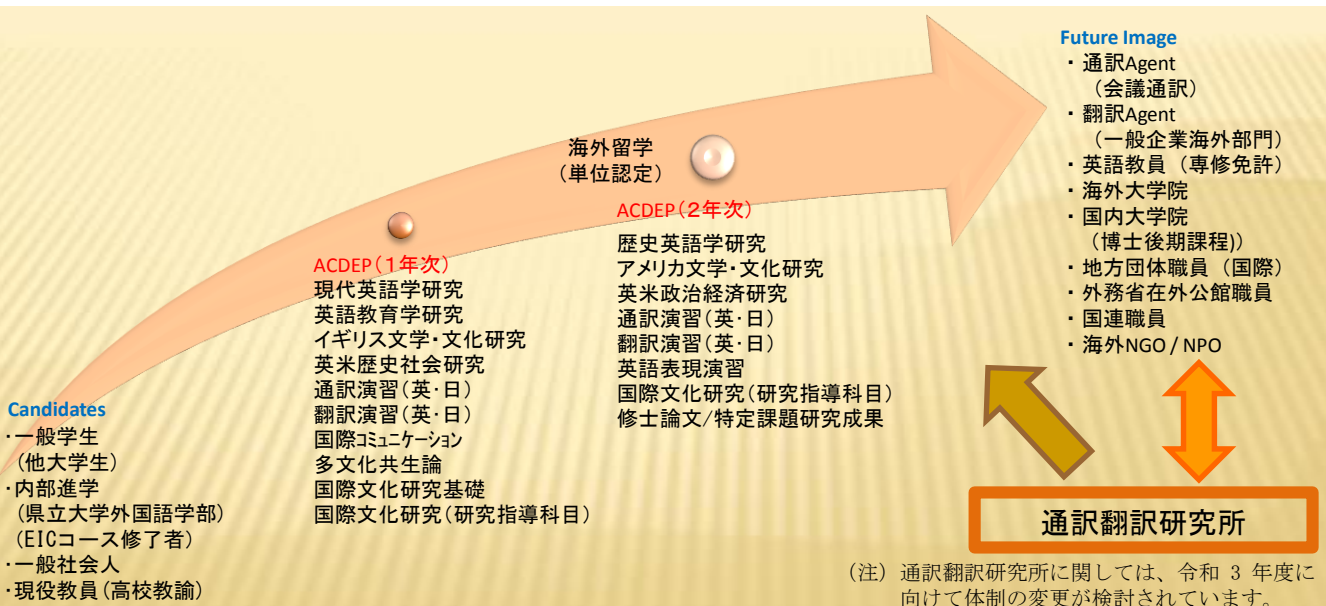 Candidates
・一般学生
(他大学生)
・内部進学
(県立大学外国語学部)
(EICコース修了者)
・一般社会人
・現役教員(高校教諭)
ACDEP(1年次)
現代英語学研究
英語教育学研究
イギリス文学・文化研究
英米歴史社会研究
通訳演習(英・日)
翻訳演習(英・日)
国際コミュニケーション
多文化共生論
国際文化研究基礎
国際文化研究(研究指導科目)
海外留学
(単位認定)
ACDEP(2年次)
歴史英語学研究
アメリカ文学・文化研究
英米政治経済研究
通訳演習(英・日)
翻訳演習(英・日)
英語表現演習
国際文化研究(研究指導科目)
修士論文/特定課題研究成果
Future Image
・ 通訳Agent
(会議通訳)
・ 翻訳Agent
(一般企業海外部門)
・ 英語教員 (専修免許)
・ 海外大学院
・ 国内大学院
(博士後期課程))
・ 地方団体職員 (国際)
・ 外務省在外公館職員
・ 国連職員
・ 海外NGO / NPO
通訳翻訳研究所
(注) 通訳翻訳研究所に関しては、令和 3 年度に
向けて体制の変更が検討されています。